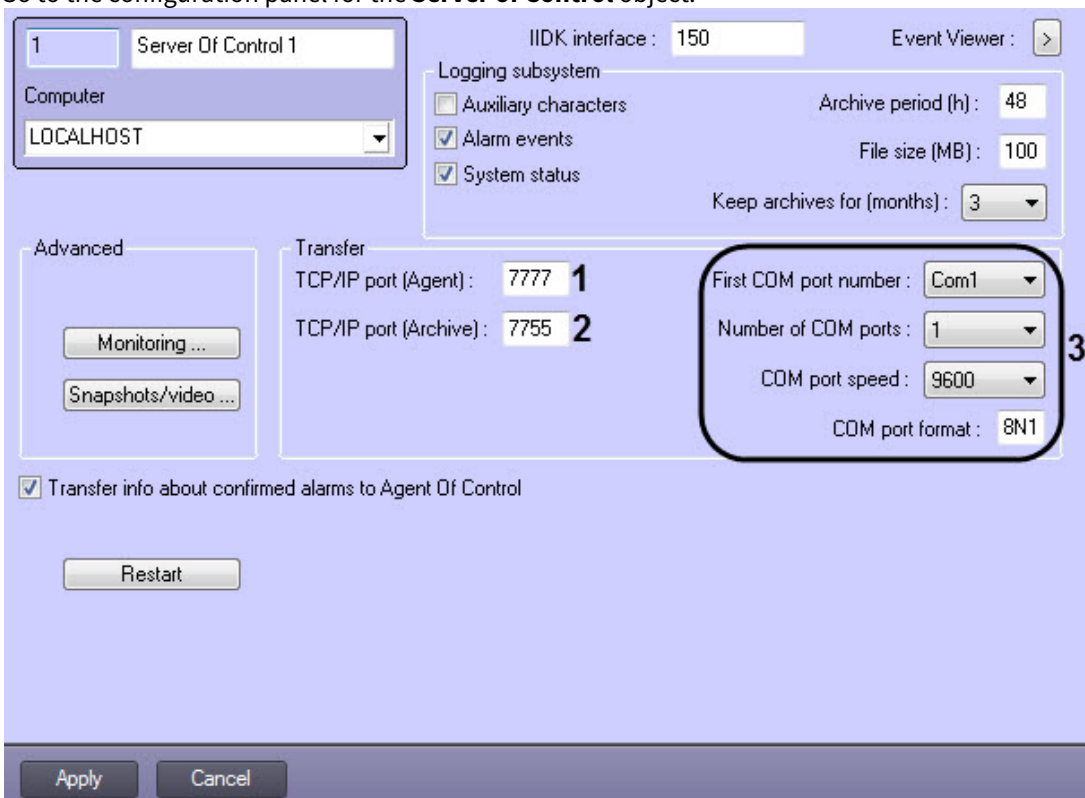 Go to the configuration panel for the Server of Control object.
1 Server Of Control 1
Computer
LOCALHOST
IIDK interface : 150
Event Viewer : >
Logging subsystem
Auxiliary characters
Alarm events
System status
Archive period (h) : 48
File size (MB) : 100
Keep archives for (months) : 3
Advanced
Monitoring ...
Snapshots/video ...
Transfer
TCP/IP port (Agent) : 7777 1
TCP/IP port (Archive) : 7755 2
First COM port number : Com1
Number of COM ports : 1
COM port speed : 9600
COM port format : 8N1
3
Transfer info about confirmed alarms to Agent Of Control
Restart
Apply Cancel